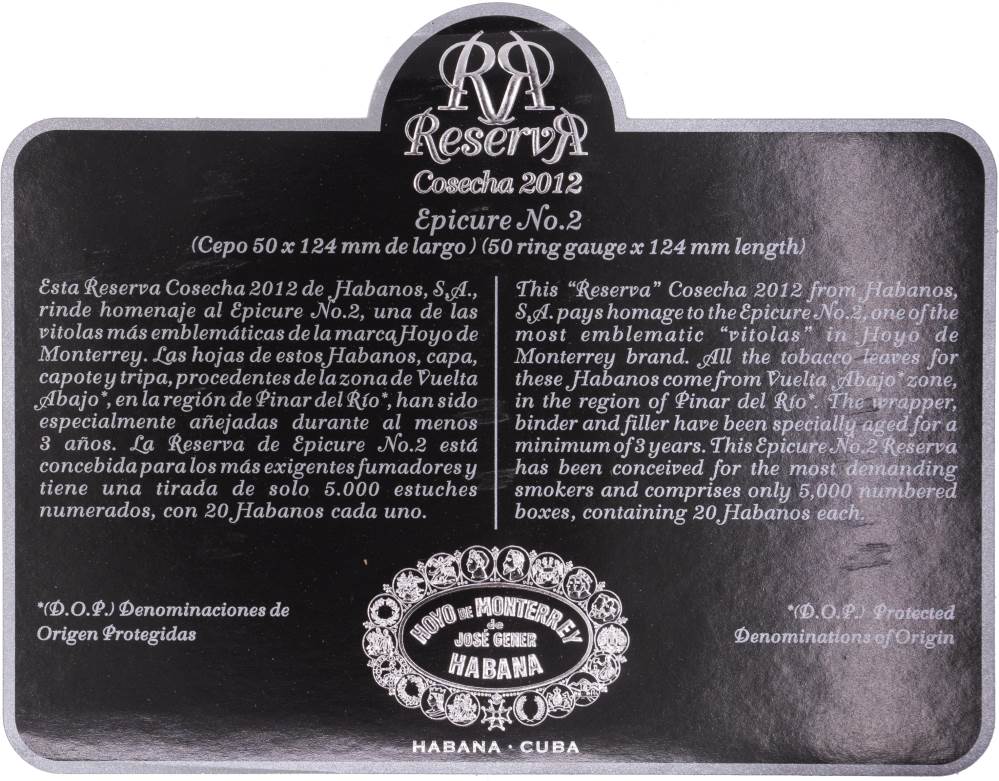 RR
Reserva
Cosecha 2012
Epicure No.2
(Cepo 50 x 124 mm de largo) (50 ring gauge x 124 mm length)
Esta Reserva Cosecha 2012 de Habanos, S.A.,
rinde homenaje al Epicure No.2, una de las
vitolas más emblemáticas de la marca Hoyo de
Monterrey. Las hojas de estos Habanos, capa,
capote y tripa, procedentes de la zona de Vuelta
Abajo*, en la región de Pinar del Río*, han sido
especialmente añejadas durante al menos
3 años. La Reserva de Epicure No.2 está
concebida para los más exigentes fumadores y
tiene una tirada de solo 5.000 estuches
numerados, con 20 Habanos cada uno.
This "Reserva" Cosecha 2012 from Habanos,
S.A. pays homage to the Epicure No.2, one of the
most emblematic "vitolas" in Hoyo de
Monterrey brand. All the tobacco leaves for
these Habanos come from Vuelta Abajo* zone,
in the region of Pinar del Río*. The wrapper,
binder and filler have been specially aged for a
minimum of 3 years. This Epicure No.2 Reserva
has been conceived for the most demanding
smokers and comprises only 5,000 numbered
boxes, containing 20 Habanos each.
*(D.O.P.) Denominaciones de
Origen Protegidas
HOYO DE MONTERREY
de
JOSÉ GENER
HABANA
*(D.O.P.) Protected
Denominations of Origin
HABANA · CUBA